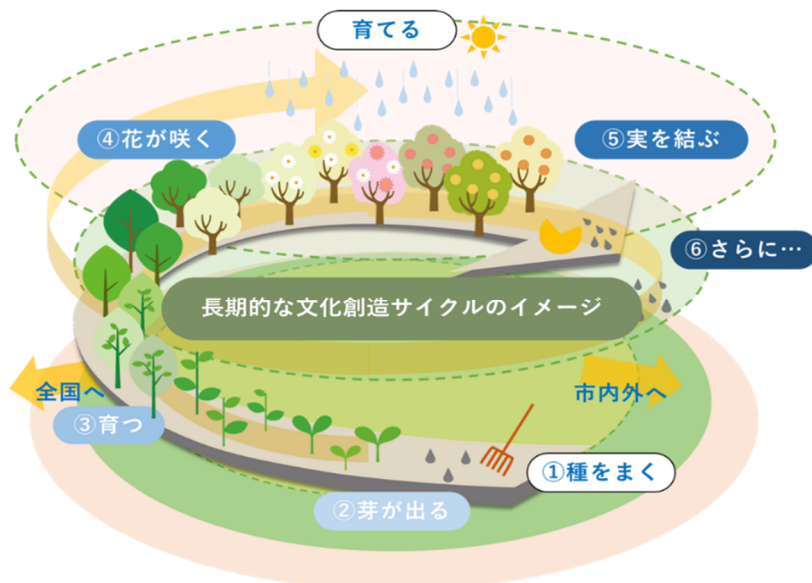 育てる
④花が咲く
⑤実を結ぶ
⑥さらに…
長期的な文化創造サイクルのイメージ
全国へ
市内外へ
③育つ
①種をまく
②芽が出る